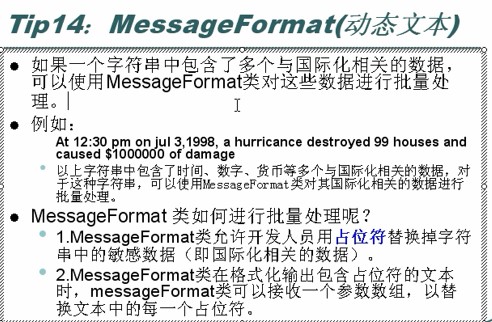 Tip14：MessageFormat(动态文本)
如果一个字符串中包含了多个与国际化相关的数据，
可以使用MessageFormat类对这些数据进行批量处
理。
例如：
At 12:30 pm on jul 3,1998, a hurricance destroyed 99 houses and
caused $1000000 of damage
以上字符串中包含了时间、数字、货币等多个与国际化相关的数据，对
于这种字符串，可以使用MessageFormat类对其国际化相关的数据进行
批量处理。
MessageFormat 类如何进行批量处理呢？
1.MessageFormat类允许开发人员用占位符替换掉字符
串中的敏感数据（即国际化相关的数据）。
2.MessageFormat类在格式化输出包含占位符的文本
时，messageFormat类可以接收一个参数数组，以替
换文本中的每一个占位符。